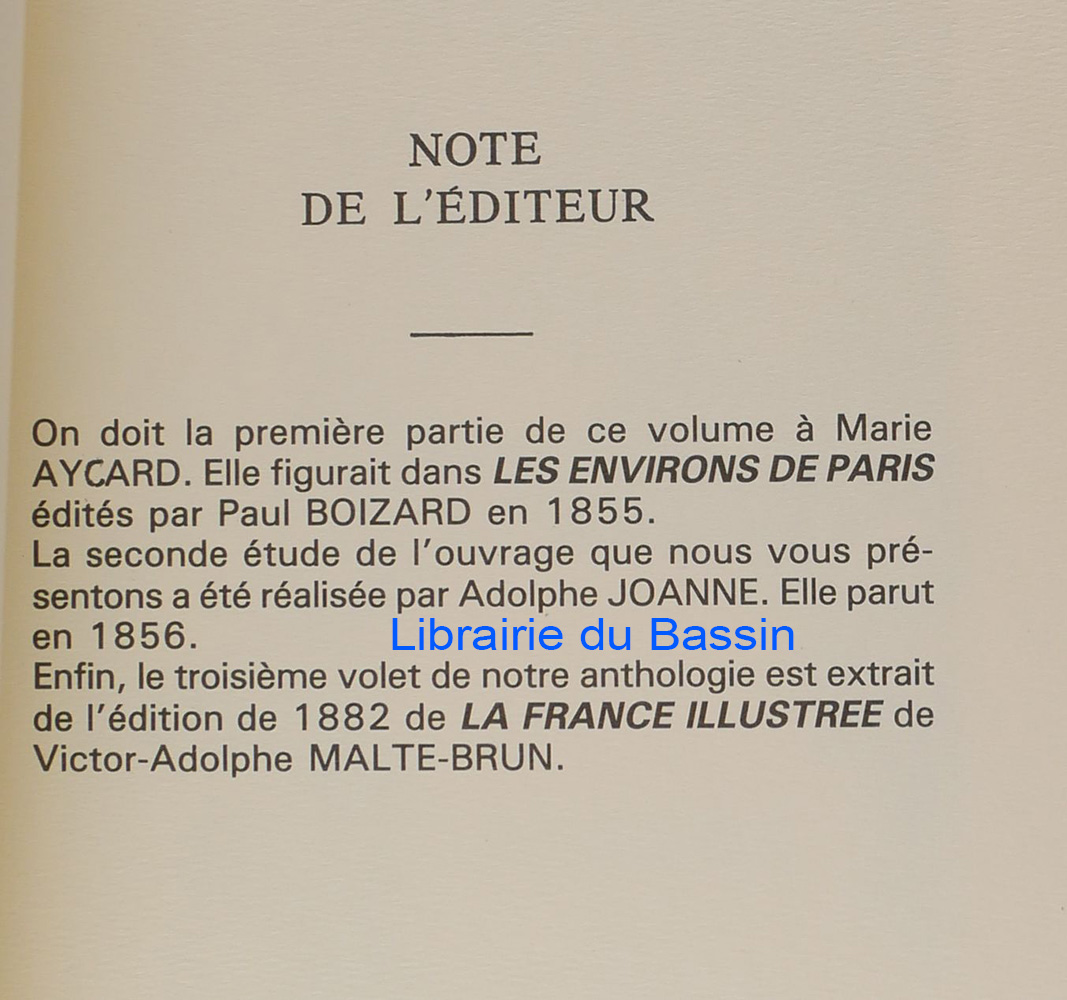 NOTE
DE L'ÉDITEUR
On doit la première partie de ce volume à Marie
AYCARD. Elle figurait dans LES ENVIRONS DE PARIS
édités par Paul BOIZARD en 1855.
La seconde étude de l'ouvrage que nous vous pré-
sentons a été réalisée par Adolphe JOANNE. Elle parut
en 1856.
Librairie du Bassin
Enfin, le troisième volet de notre anthologie est extrait
de l'édition de 1882 de LA FRANCE ILLUSTREE de
Victor-Adolphe MALTE-BRUN.